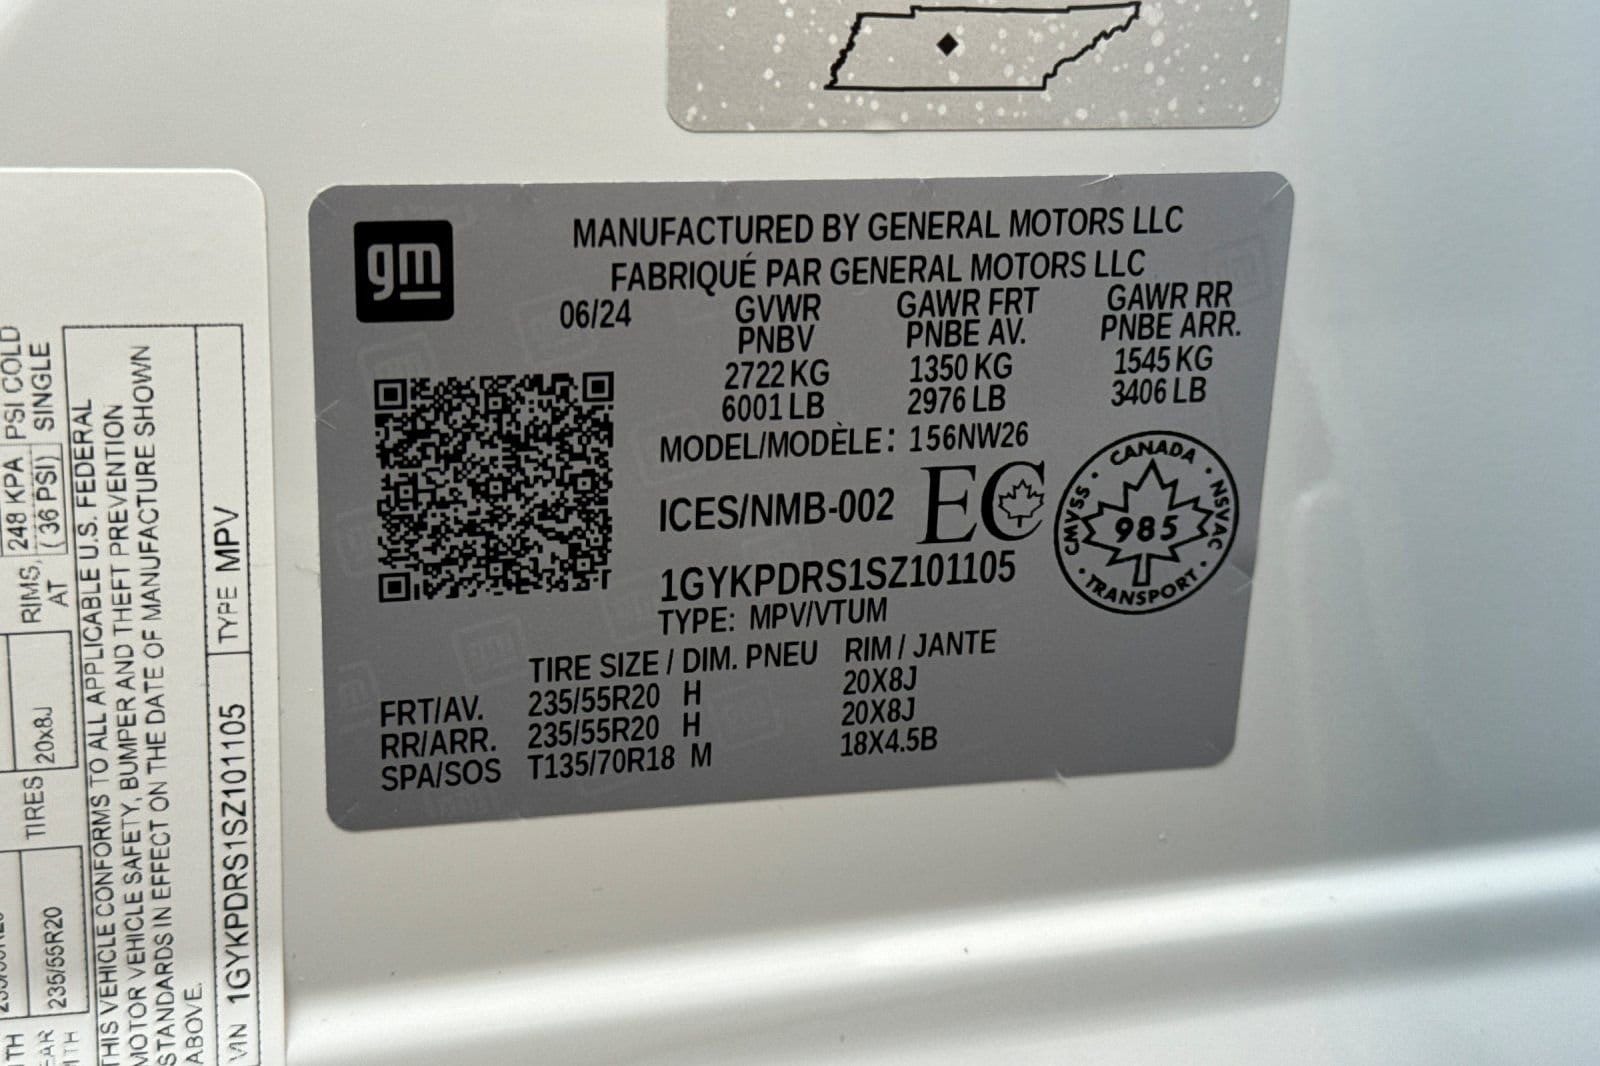 gm
MANUFACTURED BY GENERAL MOTORS LLC
FABRIQUÉ PAR GENERAL MOTORS LLC
06/24 GVWR GAWR FRT GAWR RR
PNBV PNBE AV. PNBE ARR.
2722 KG 1350 KG 1545 KG
6001 LB 2976 LB 3406 LB
MODEL/MODÈLE: 156NW26
ICES/NMB-002 EC
1GYKPDRS1SZ101105
TYPE: MPV/VTUM
CANADA
CMVSS 985 NSVAC
TRANSPORT
TIRE SIZE / DIM. PNEU RIM / JANTE
FRT/AV. 235/55R20 H 20X8J
RR/ARR. 235/55R20 H 20X8J
SPA/SOS T135/70R18 M 18X4.5B
TIRES RIMS, 248 KPA PSI COLD
235/55R20 20x8J AT ( 36 PSI) SINGLE
THIS VEHICLE CONFORMS TO ALL APPLICABLE U.S. FEDERAL
MOTOR VEHICLE SAFETY, BUMPER AND THEFT PREVENTION
STANDARDS IN EFFECT ON THE DATE OF MANUFACTURE SHOWN
ABOVE.
VIN 1GYKPDRS1SZ101105 TYPE MPV